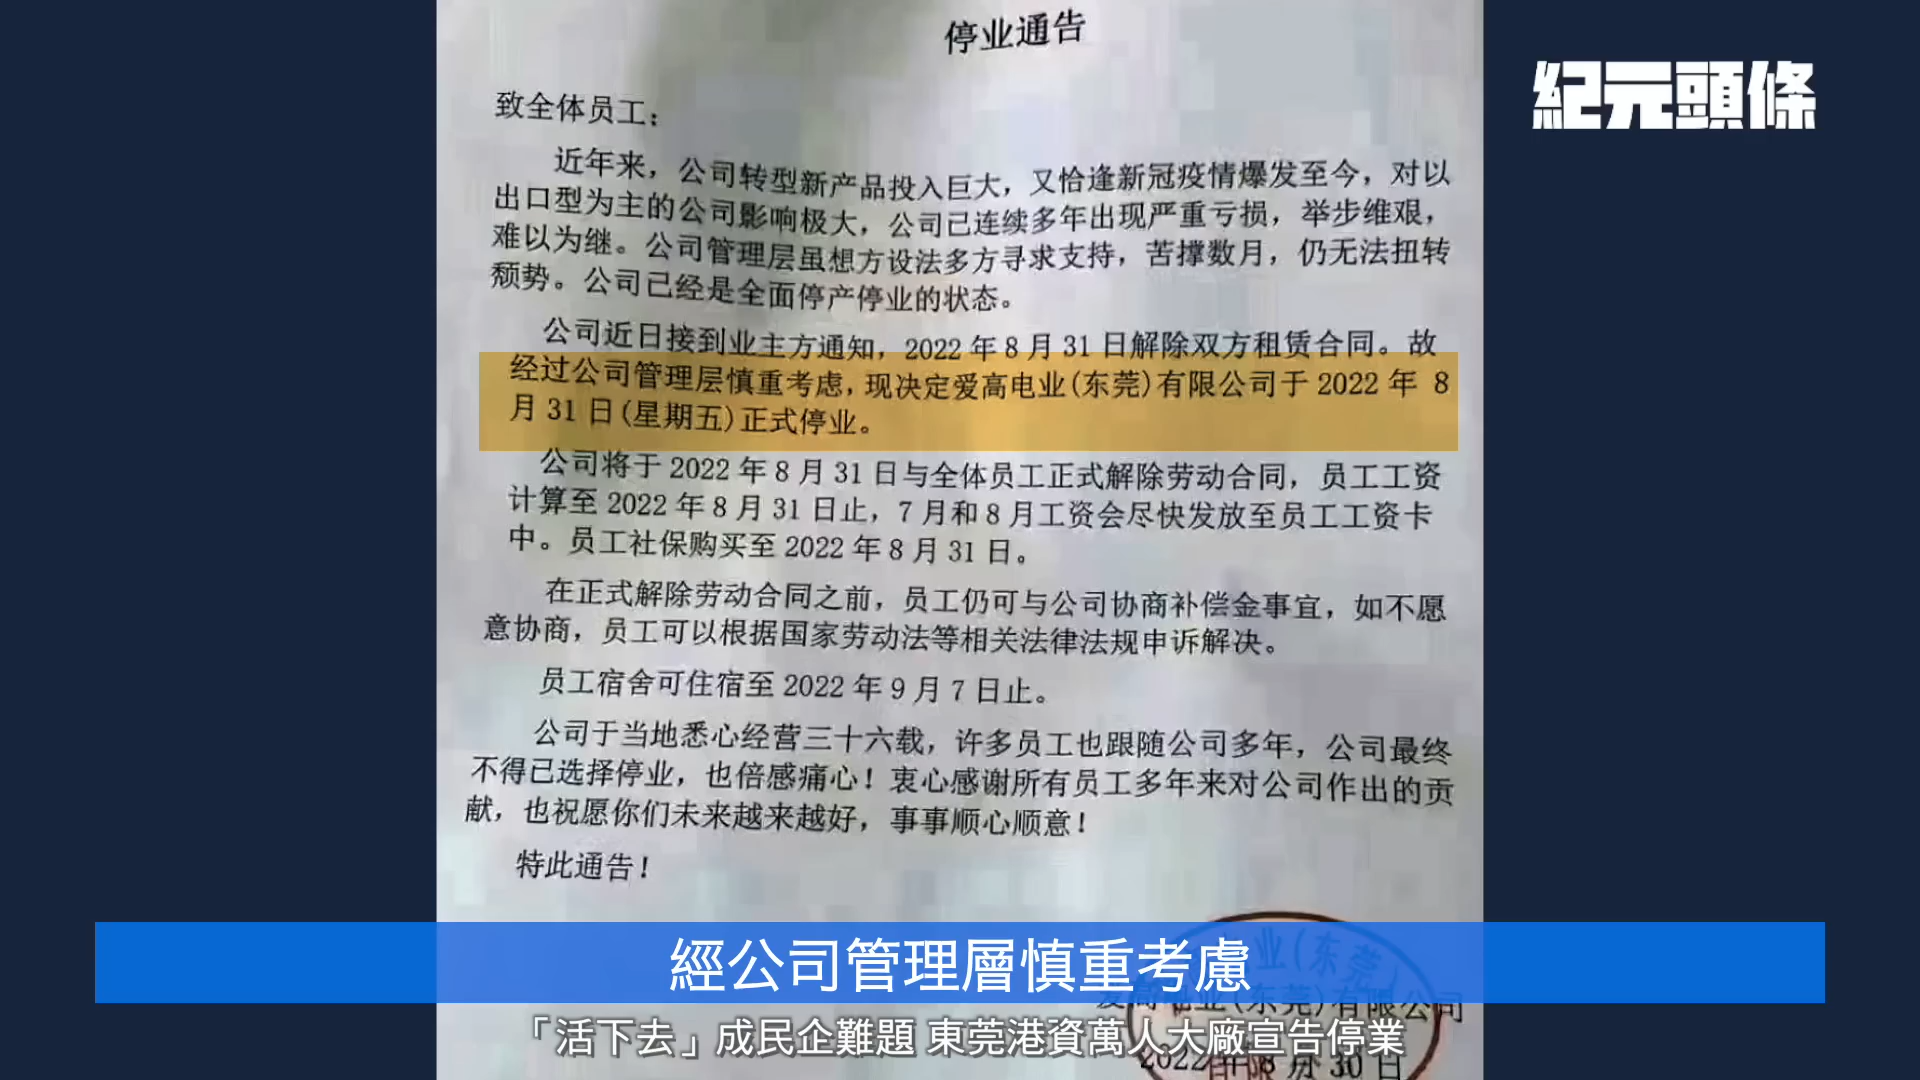 停业通告
紀元頭條
致全体员工：
近年来，公司转型新产品投入巨大，又恰逢新冠疫情爆发至今，对以
出口型为主的公司影响极大，公司已连续多年出现严重亏损，举步维艰，
难以为继。公司管理层虽想方设法多方寻求支持，苦撑数月，仍无法扭转
颓势。公司已经是全面停产停业的状态。
公司近日接到业主方通知，2022 年 8 月 31 日解除双方租赁合同。故
经过公司管理层慎重考虑，现决定爱高电业(东莞)有限公司于 2022 年 8
月 31 日(星期五)正式停业。
公司将于 2022 年 8 月 31 日与全体员工正式解除劳动合同，员工工资
计算至 2022 年 8 月 31 日止，7 月和 8 月工资会尽快发放至员工工资卡
中。员工社保购买至 2022 年 8 月 31 日。
在正式解除劳动合同之前，员工仍可与公司协商补偿金事宜，如不愿
意协商，员工可以根据国家劳动法等相关法律法规申诉解决。
员工宿舍可住宿至 2022 年 9 月 7 日止。
公司于当地悉心经营三十六载，许多员工也跟随公司多年，公司最终
不得已选择停业，也倍感痛心！衷心感谢所有员工多年来对公司作出的贡
献，也祝愿你们未来越来越好，事事顺心顺意！
特此通告！
經公司管理層慎重考慮
业(东莞)
爱高电业(东莞)有限公司
「活下去」成民企難題 東莞港資萬人大廠宣告停業
2022 年 8 月 30 日